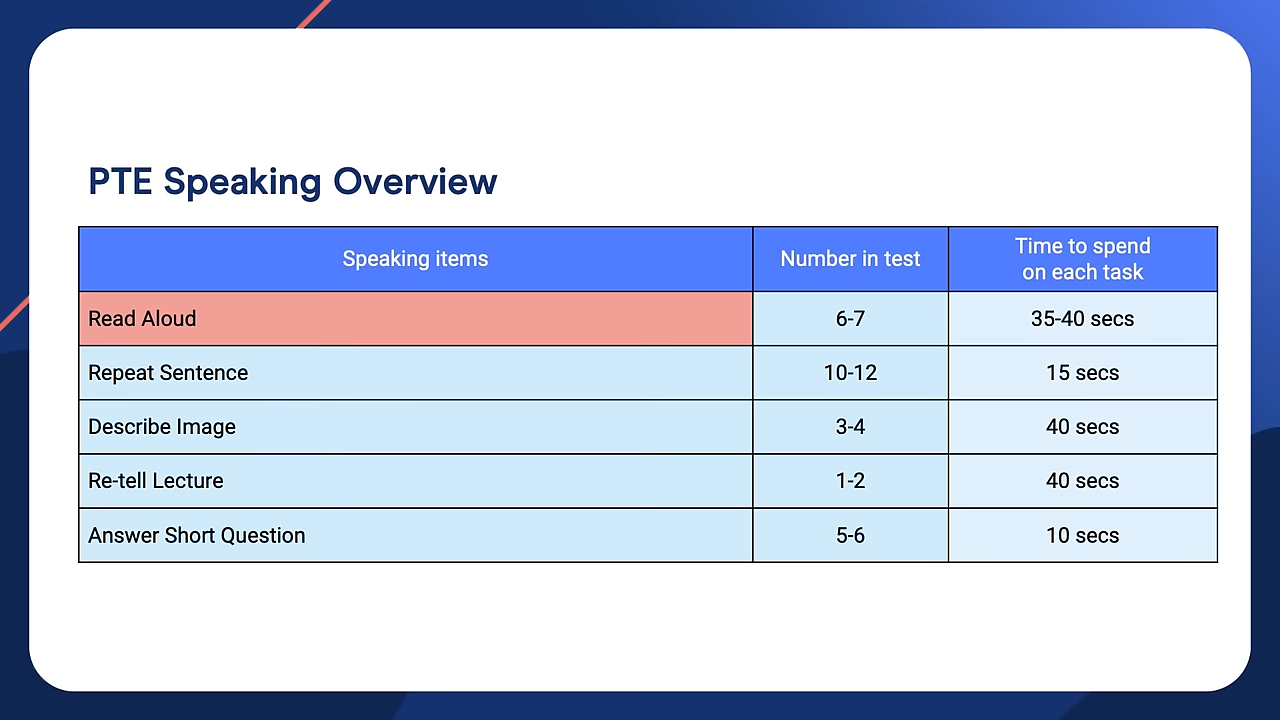 PTE Speaking Overview
Speaking items
Number in test
Time to spend
on each task
Read Aloud
6-7
35-40 secs
Repeat Sentence
10-12
15 secs
Describe Image
3-4
40 secs
Re-tell Lecture
1-2
40 secs
Answer Short Question
5-6
10 secs